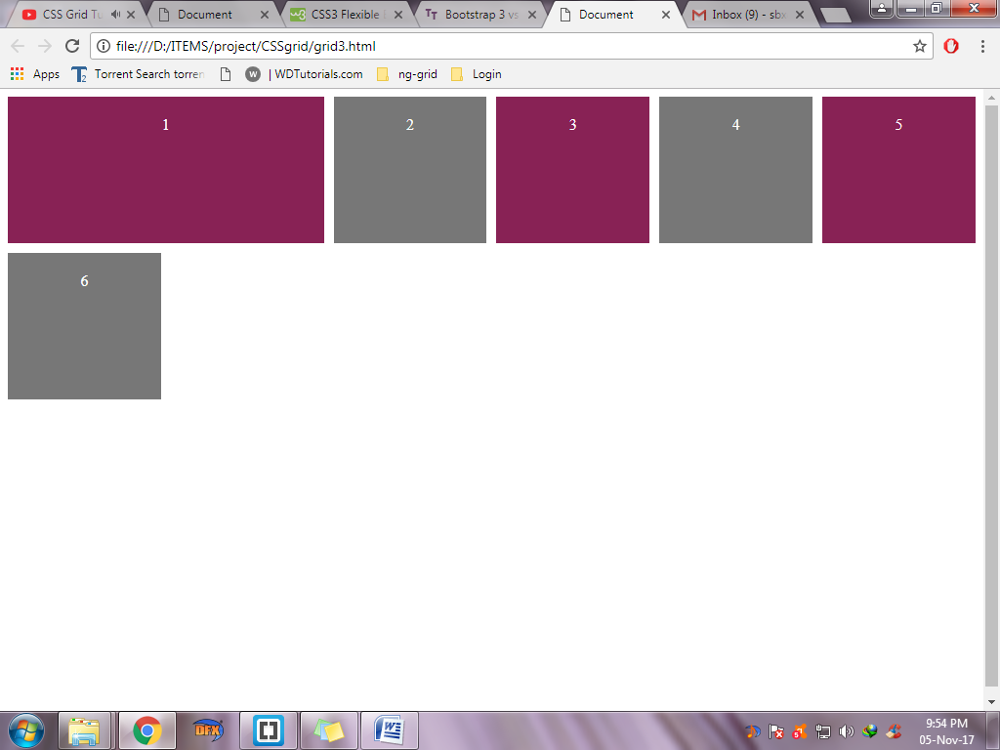 CSS Grid Tu
Document
CSS3 Flexible
Bootstrap 3 vs
Document
Inbox (9) - sbx
file:///D:/ITEMS/project/CSSgrid/grid3.html
Apps
Torrent Search torren
W | WDTutorials.com
ng-grid
Login
1
2
3
4
5
6
DFX
9:54 PM
05-Nov-17